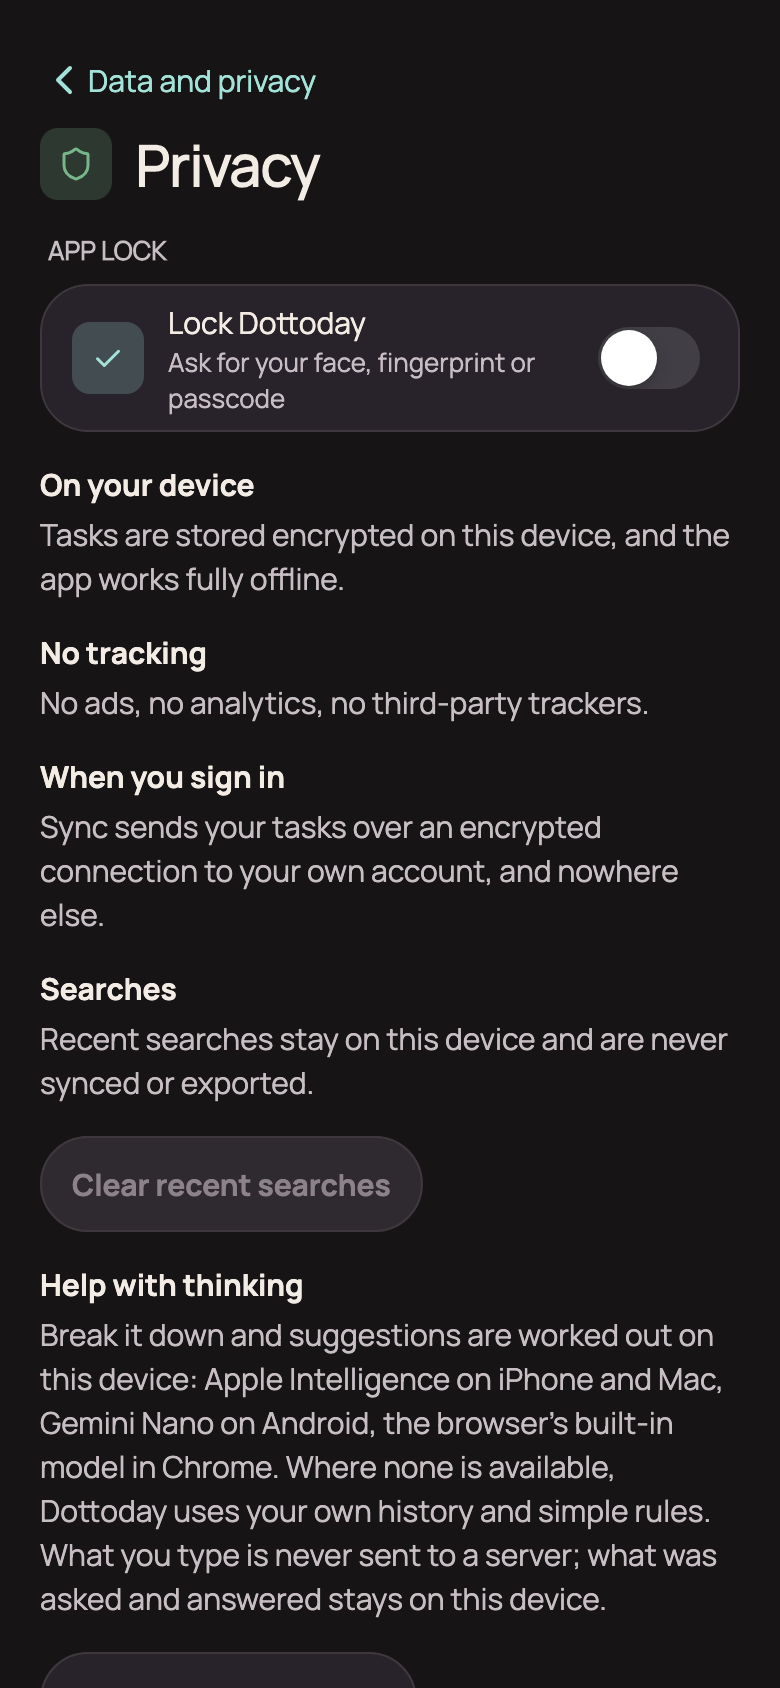 Data and privacy
Privacy
APP LOCK
Lock Dottoday
Ask for your face, fingerprint or
passcode
On your device
Tasks are stored encrypted on this device, and the
app works fully offline.
No tracking
No ads, no analytics, no third-party trackers.
When you sign in
Sync sends your tasks over an encrypted
connection to your own account, and nowhere
else.
Searches
Recent searches stay on this device and are never
synced or exported.
Clear recent searches
Help with thinking
Break it down and suggestions are worked out on
this device: Apple Intelligence on iPhone and Mac,
Gemini Nano on Android, the browser’s built-in
model in Chrome. Where none is available,
Dottoday uses your own history and simple rules.
What you type is never sent to a server; what was
asked and answered stays on this device.